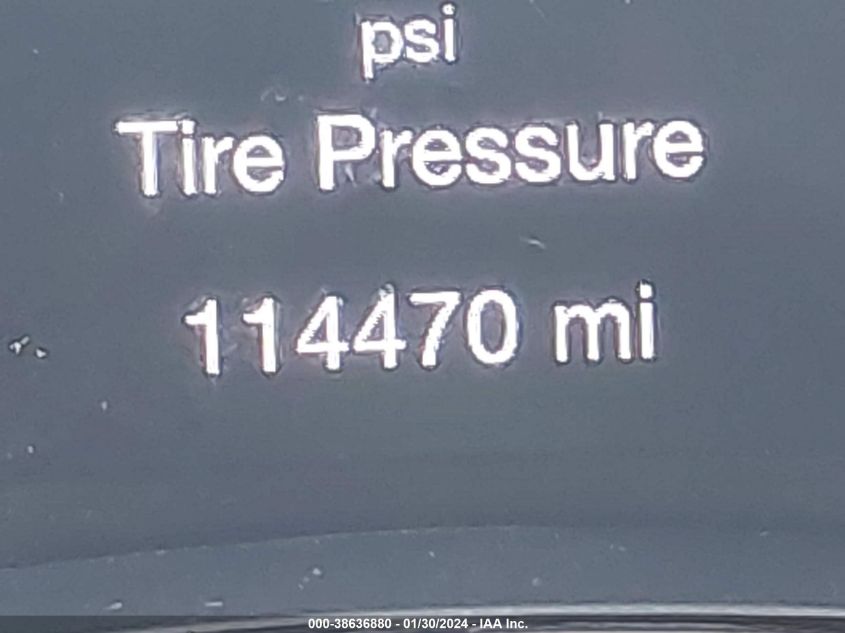 psi
Tire Pressure
114470 mi
000-38636880 - 01/30/2024 - IAA Inc.